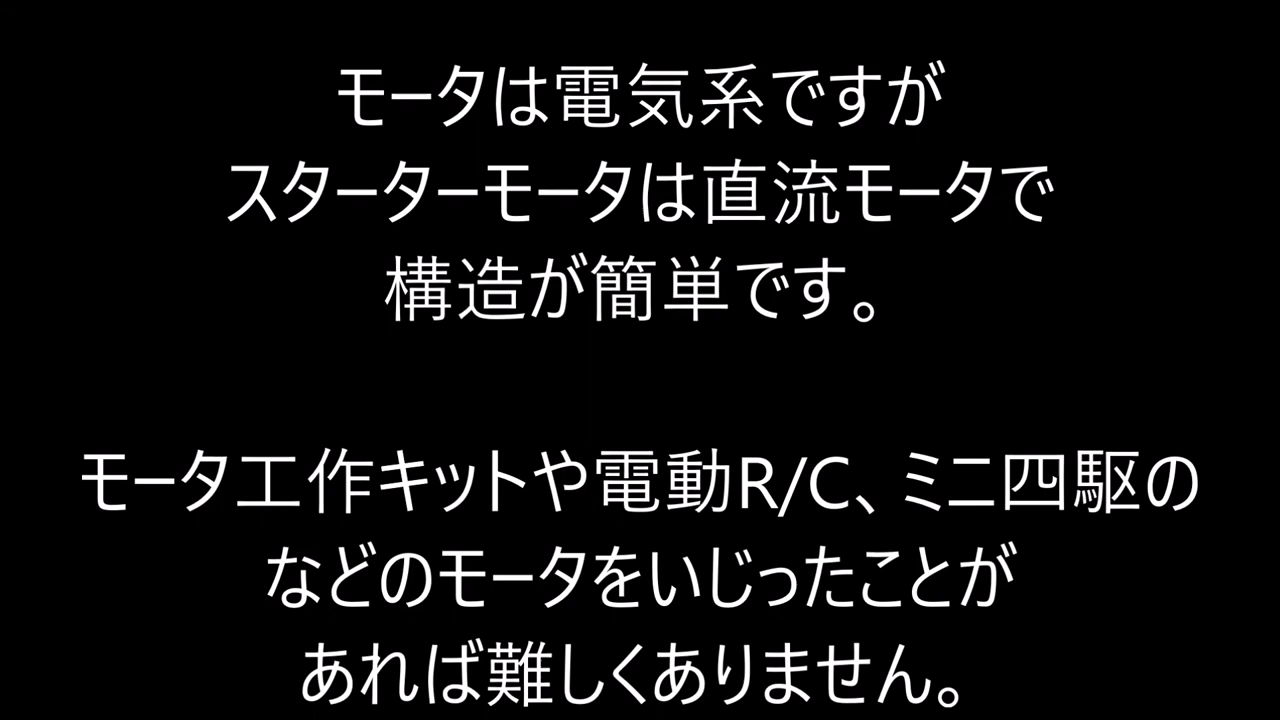 モータは電気系ですが
スターターモータは直流モータで
構造が簡単です。
モータ工作キットや電動R/C、ミニ四駆の
などのモータをいじったことが
あれば難しくありません。